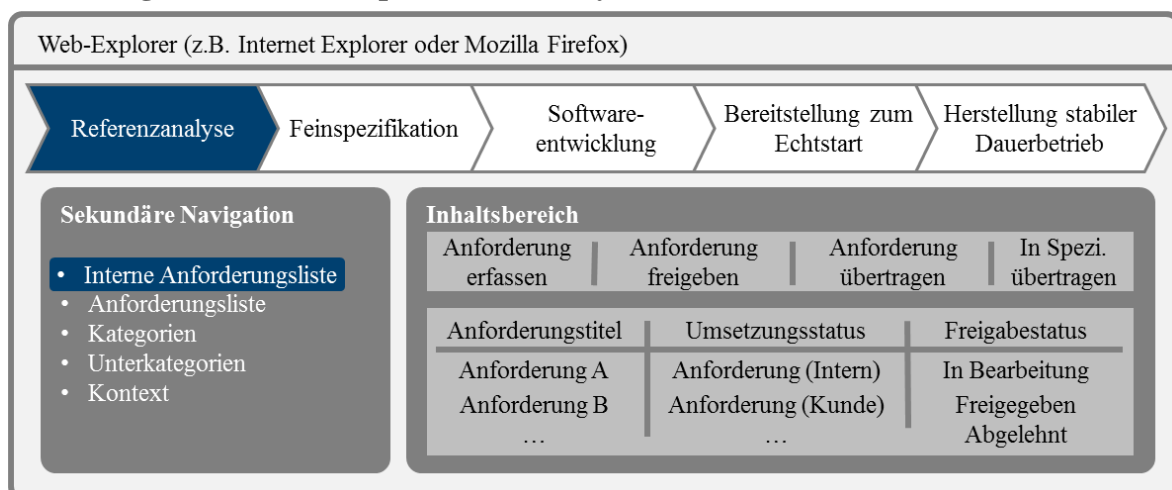 Web-Explorer (z.B. Internet Explorer oder Mozilla Firefox)
Referenzanalyse
Feinspezifikation
Software-
entwicklung
Bereitstellung zum
Echtstart
Herstellung stabiler
Dauerbetrieb
Sekundäre Navigation
• Interne Anforderungsliste
• Anforderungsliste
• Kategorien
• Unterkategorien
• Kontext
Inhaltsbereich
Anforderung
erfassen
Anforderung
freigeben
Anforderung
übertragen
In Spezi.
übertragen
Anforderungstitel Umsetzungsstatus Freigabestatus
Anforderung A Anforderung (Intern) In Bearbeitung
Anforderung B Anforderung (Kunde) Freigegeben
… … Abgelehnt